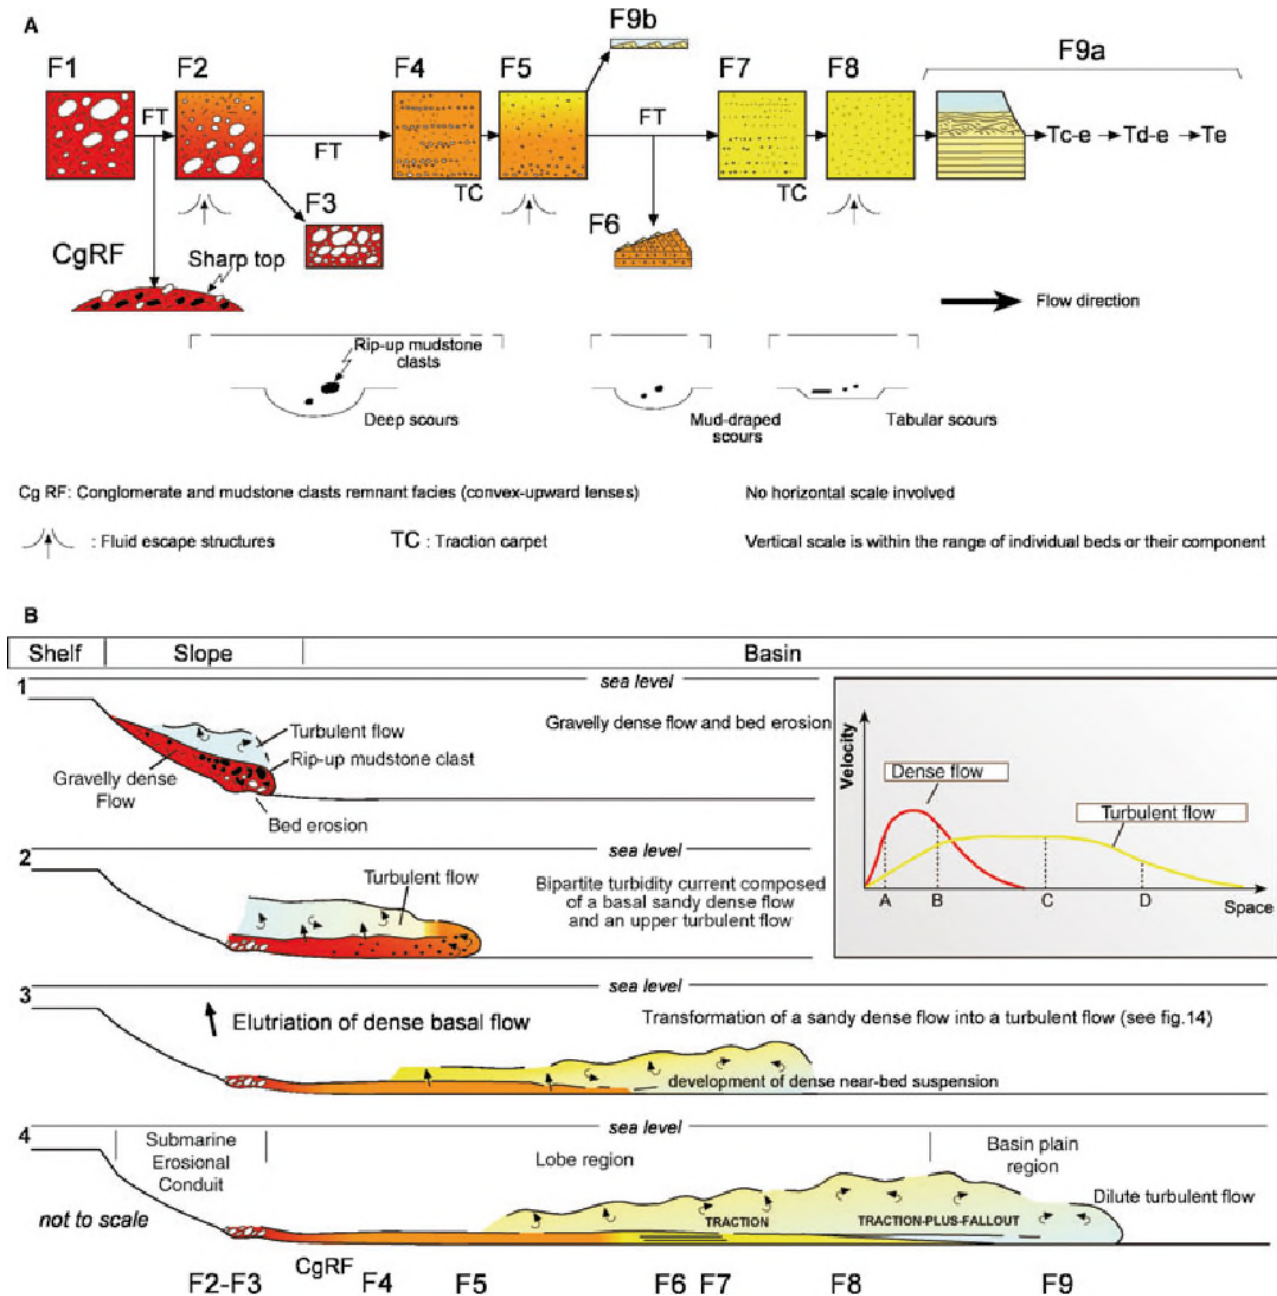 A
F1
F2
F4
F5
F9b
F7
F8
F9a
FT
FT
FT
Tc-e
Td-e
Te
TC
TC
F3
F6
CgRF
Sharp top
Flow direction
Rip-up mudstone
clasts
Deep scours
Mud-draped
scours
Tabular scours
Cg RF: Conglomerate and mudstone clasts remnant facies (convex-upward lenses)
No horizontal scale involved
: Fluid escape structures
TC : Traction carpet
Vertical scale is within the range of individual beds or their component
B
Shelf
Slope
Basin
1
sea level
Turbulent flow
Rip-up mudstone clast
Gravelly dense
Flow
Bed erosion
Gravelly dense flow and bed erosion
Velocity
Dense flow
Turbulent flow
A
B
C
D
Space
2
sea level
Turbulent flow
Bipartite turbidity current composed
of a basal sandy dense flow
and an upper turbulent flow
3
sea level
Elutriation of dense basal flow
Transformation of a sandy dense flow into a turbulent flow (see fig.14)
development of dense near-bed suspension
4
sea level
Submarine
Erosional
Conduit
Lobe region
Basin plain
region
not to scale
Dilute turbulent flow
TRACTION
TRACTION-PLUS-FALLOUT
F2-F3
CgRF
F4
F5
F6
F7
F8
F9